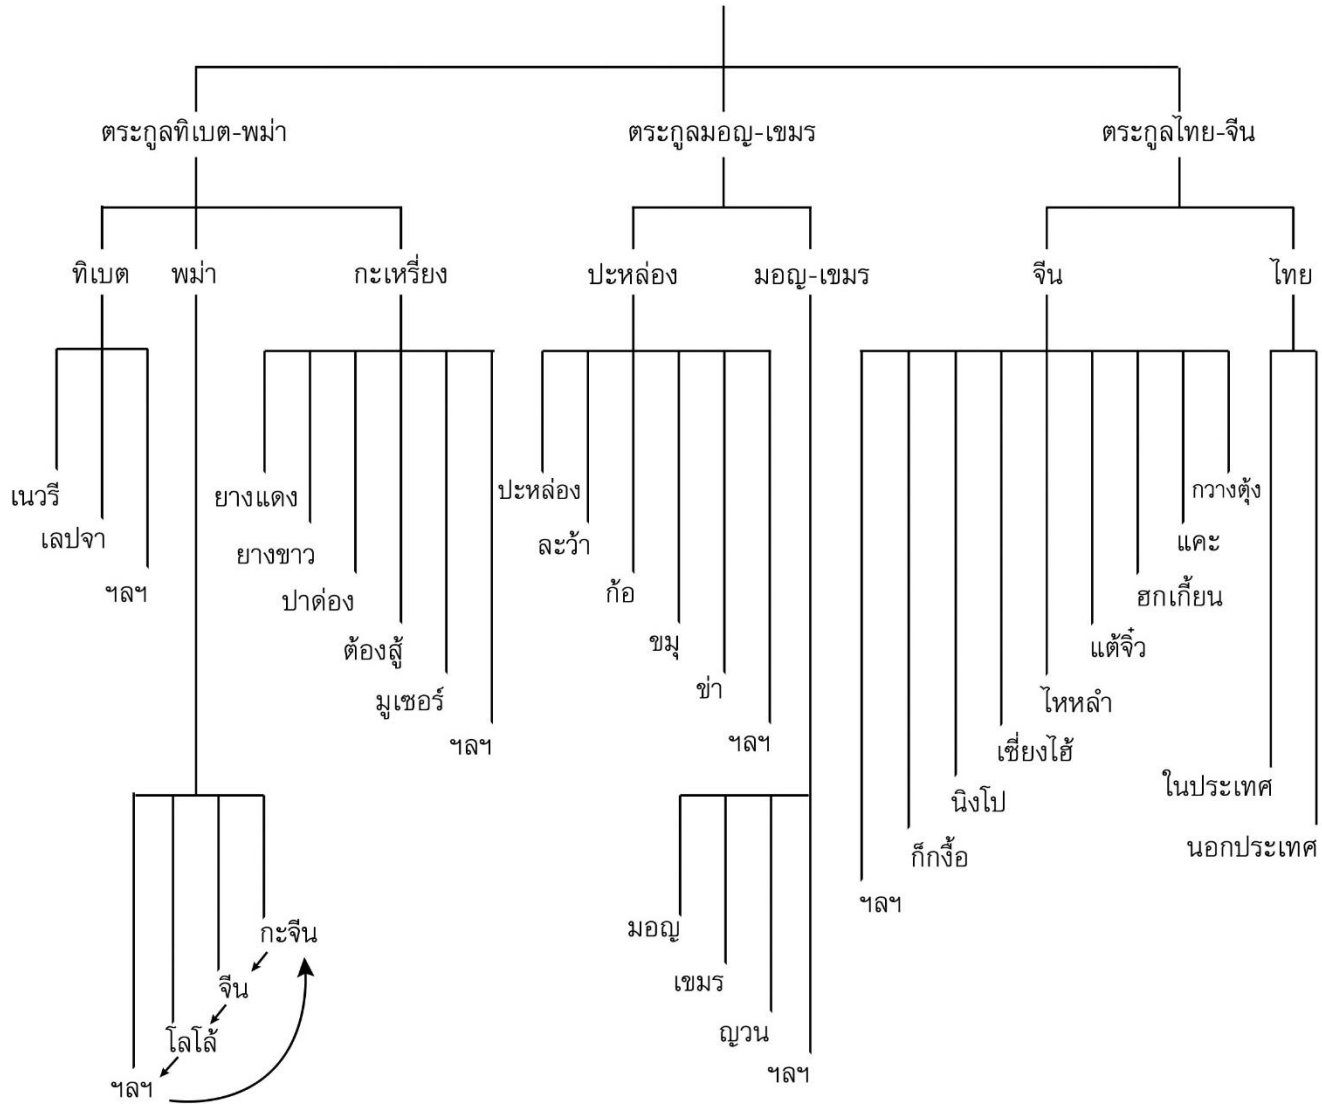 ตระกูลทิเบต-พม่า
ตระกูลมอญ-เขมร
ตระกูลไทย-จีน
ทิเบต
พม่า
กะเหรี่ยง
ปะหล่อง
มอญ-เขมร
จีน
ไทย
เนวรี
เลปจา
ฯลฯ
ยางแดง
ยางขาว
ปาด่อง
ต้องสู้
มูเซอร์
ฯลฯ
ปะหล่อง
ละว้า
ก้อ
ขมุ
ข่า
ฯลฯ
กวางตุ้ง
แคะ
ฮกเกี้ยน
แต้จิ๋ว
ไหหลำ
เซี่ยงไฮ้
นิงโป
ก็กงื้อ
ฯลฯ
ในประเทศ
นอกประเทศ
กะจีน
จีน
โลโล้
ฯลฯ
มอญ
เขมร
ญวน
ฯลฯ